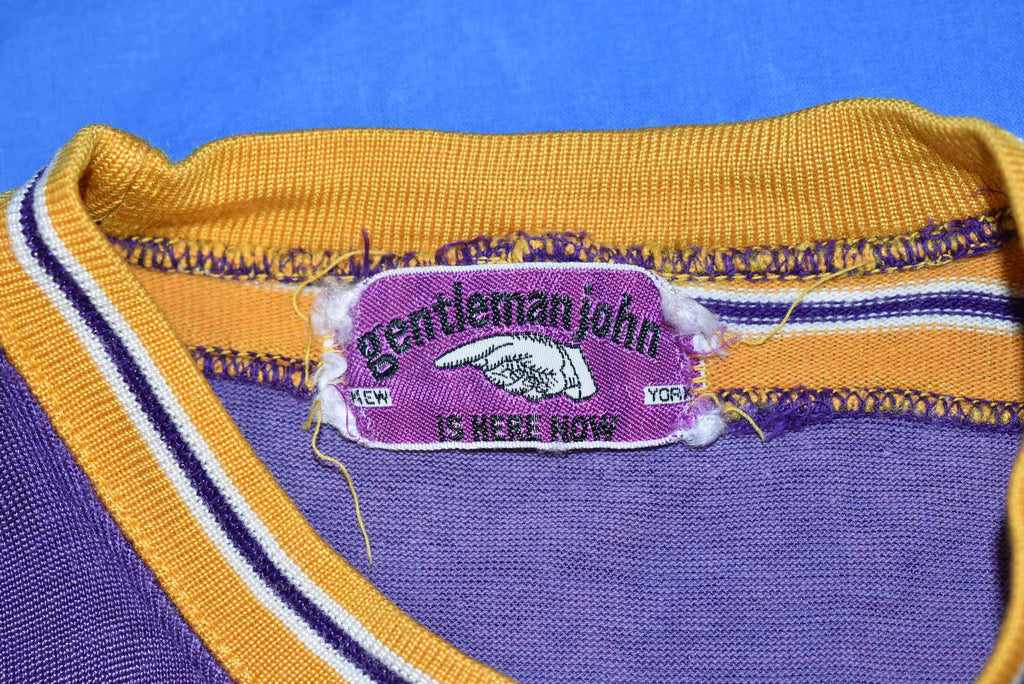 gentleman john
NEW YORK
IS HERE NOW